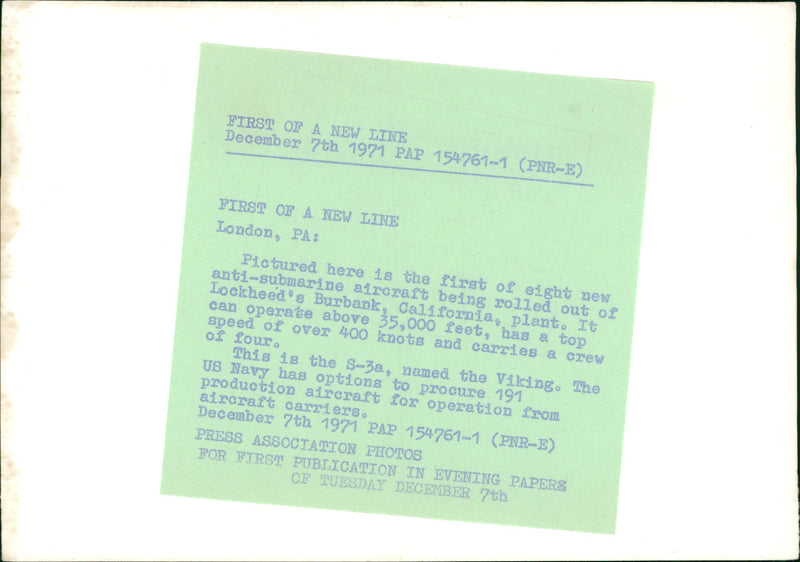 FIRST OF A NEW LINE
December 7th 1971 PAP 154761-1 (PNR-E)
FIRST OF A NEW LINE
London, PA:
Pictured here is the first of eight new
anti-submarine aircraft being rolled out of
Lockheed's Burbank, California, plant. It
can operate above 35,000 feet, has a top
speed of over 400 knots and carries a crew
of four.
This is the S-3a, named the Viking. The
US Navy has options to procure 191
production aircraft for operation from
aircraft carriers.
December 7th 1971 PAP 154761-1 (PNR-E)
PRESS ASSOCIATION PHOTOS
FOR FIRST PUBLICATION IN EVENING PAPERS
OF TUESDAY DECEMBER 7th